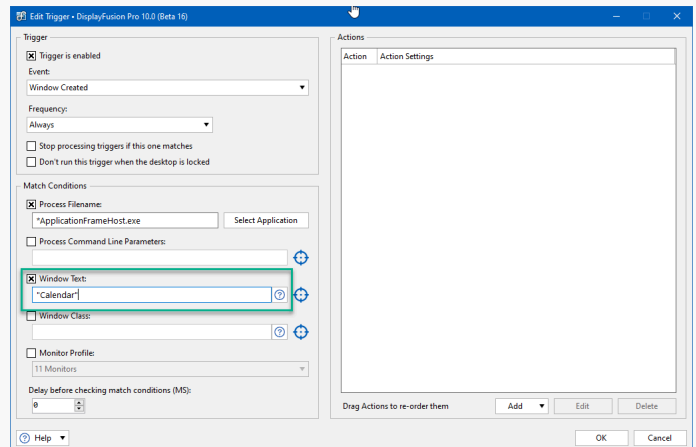 Edit Trigger • DisplayFusion Pro 10.0 (Beta 16)
Trigger
Trigger is enabled
Event:
Window Created
Frequency:
Always
Stop processing triggers if this one matches
Don't run this trigger when the desktop is locked
Match Conditions
Process Filename:
*ApplicationFrameHost.exe
Select Application
Process Command Line Parameters:
Window Text:
"Calendar"
Window Class:
Monitor Profile:
11 Monitors
Delay before checking match conditions (MS):
0
Help
Actions
Action Action Settings
Drag Actions to re-order them
Add
Edit
Delete
OK
Cancel